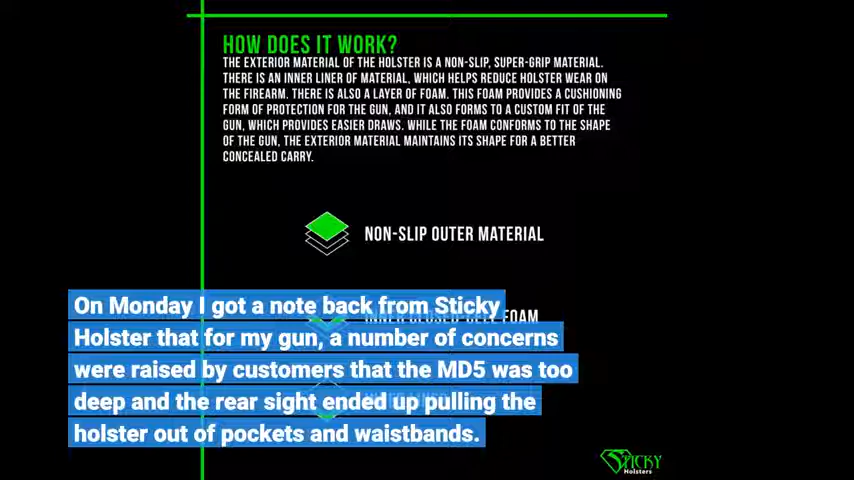 HOW DOES IT WORK?
THE EXTERIOR MATERIAL OF THE HOLSTER IS A NON-SLIP, SUPER-GRIP MATERIAL.
THERE IS AN INNER LINER OF MATERIAL, WHICH HELPS REDUCE HOLSTER WEAR ON
THE FIREARM. THERE IS ALSO A LAYER OF FOAM. THIS FOAM PROVIDES A CUSHIONING
FORM OF PROTECTION FOR THE GUN, AND IT ALSO FORMS TO A CUSTOM FIT OF THE
GUN, WHICH PROVIDES EASIER DRAWS. WHILE THE FOAM CONFORMS TO THE SHAPE
OF THE GUN, THE EXTERIOR MATERIAL MAINTAINS ITS SHAPE FOR A BETTER
CONCEALED CARRY.
NON-SLIP OUTER MATERIAL
FOAM
On Monday I got a note back from Sticky
Holster that for my gun, a number of concerns
were raised by customers that the MD5 was too
deep and the rear sight ended up pulling the
holster out of pockets and waistbands.
STICKY
Holsters